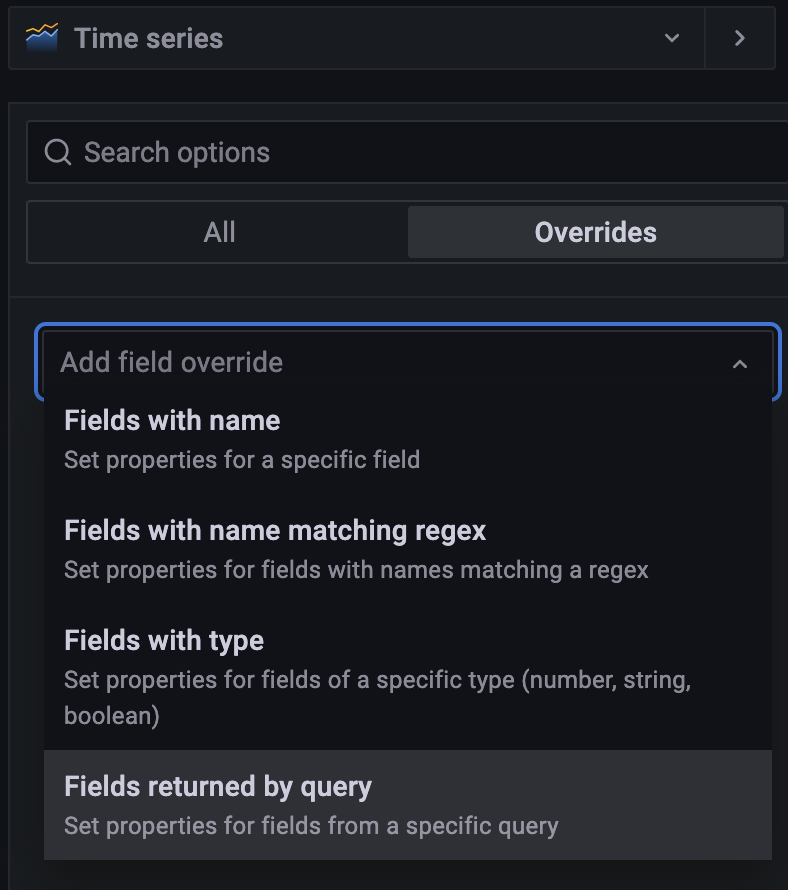 Time series
Search options
All
Overrides
Add field override
Fields with name
Set properties for a specific field
Fields with name matching regex
Set properties for fields with names matching a regex
Fields with type
Set properties for fields of a specific type (number, string,
boolean)
Fields returned by query
Set properties for fields from a specific query